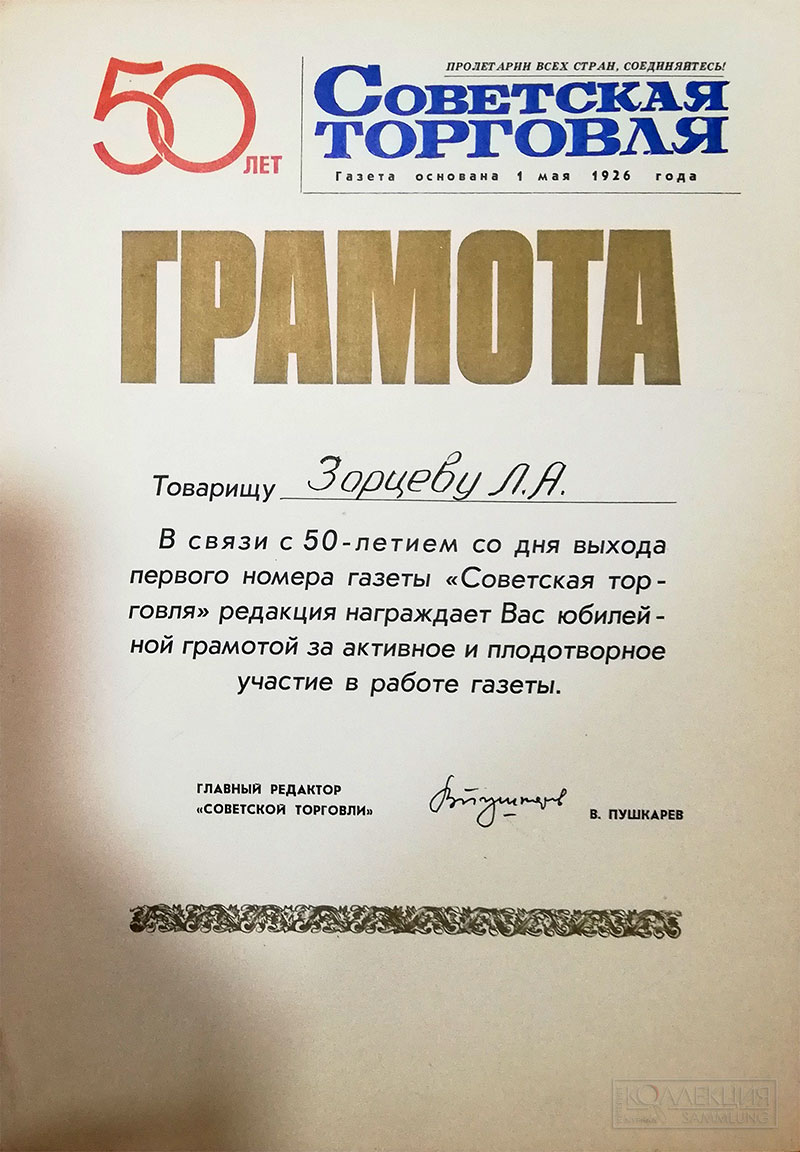 50 ЛЕТ
ПРОЛЕТАРИИ ВСЕХ СТРАН, СОЕДИНЯЙТЕСЬ!
СОВЕТСКАЯ
ТОРГОВЛЯ
Газета основана 1 мая 1926 года
ГРАМОТА
Товарищу Зорцеву Л.А.
В связи с 50-летием со дня выхода
первого номера газеты «Советская тор-
говля» редакция награждает Вас юбилей-
ной грамотой за активное и плодотворное
участие в работе газеты.
ГЛАВНЫЙ РЕДАКТОР
«СОВЕТСКОЙ ТОРГОВЛИ»
В. ПУШКАРЕВ
КОЛЛЕКЦИЯ
SAMMLUNG